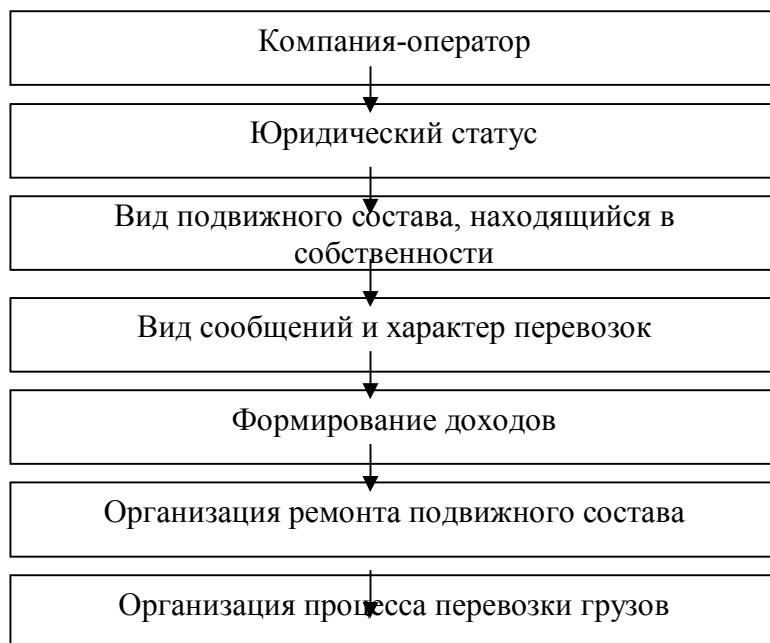 Компания-оператор
Юридический статус
Вид подвижного состава, находящийся в
собственности
Вид сообщений и характер перевозок
Формирование доходов
Организация ремонта подвижного состава
Организация процесса перевозки грузов